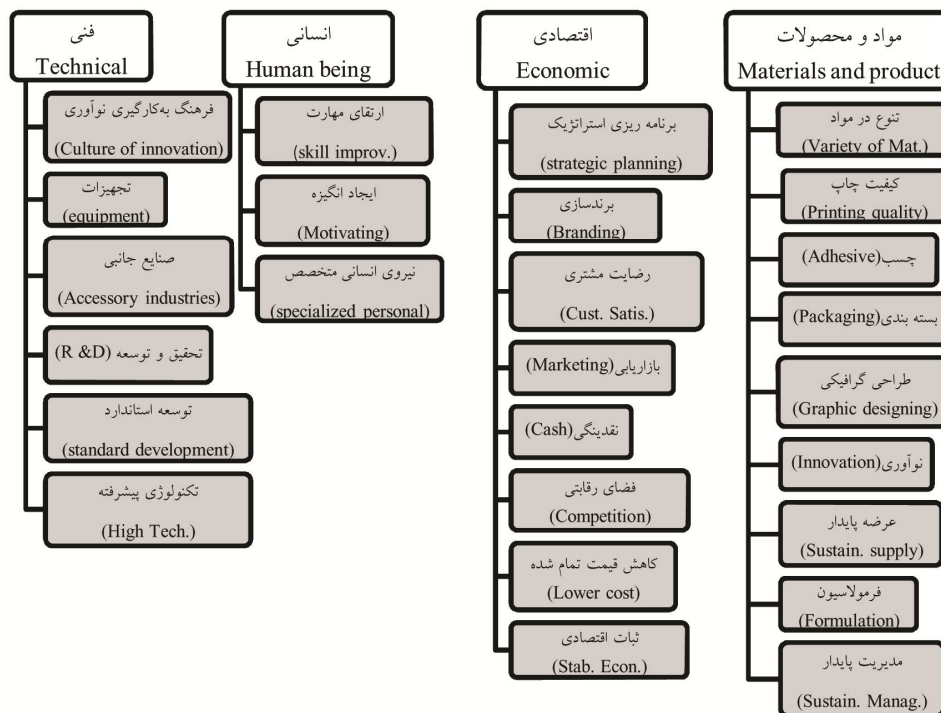 فنی
Technical
فرهنگ به‌کارگیری نوآوری
(Culture of innovation)
تجهیزات
(equipment)
صنایع جانبی
(Accessory industries)
تحقیق و توسعه (R &D)
توسعه استاندارد
(standard development)
تکنولوژی پیشرفته
(High Tech.)
انسانی
Human being
ارتقای مهارت
(skill improv.)
ایجاد انگیزه
(Motivating)
نیروی انسانی متخصص
(specialized personal)
اقتصادی
Economic
برنامه ریزی استراتژیک
(strategic planning)
برندسازی
(Branding)
رضایت مشتری
(Cust. Satis.)
بازاریابی(Marketing)
نقدینگی(Cash)
فضای رقابتی
(Competition)
کاهش قیمت تمام شده
(Lower cost)
ثبات اقتصادی
(Stab. Econ.)
مواد و محصولات
Materials and product
تنوع در مواد
(Variety of Mat.)
کیفیت چاپ
(Printing quality)
چسب(Adhesive)
بسته بندی(Packaging)
طراحی گرافیکی
(Graphic designing)
نوآوری(Innovation)
عرضه پایدار
(Sustain. supply)
فرمولاسیون
(Formulation)
مدیریت پایدار
(Sustain. Manag.)